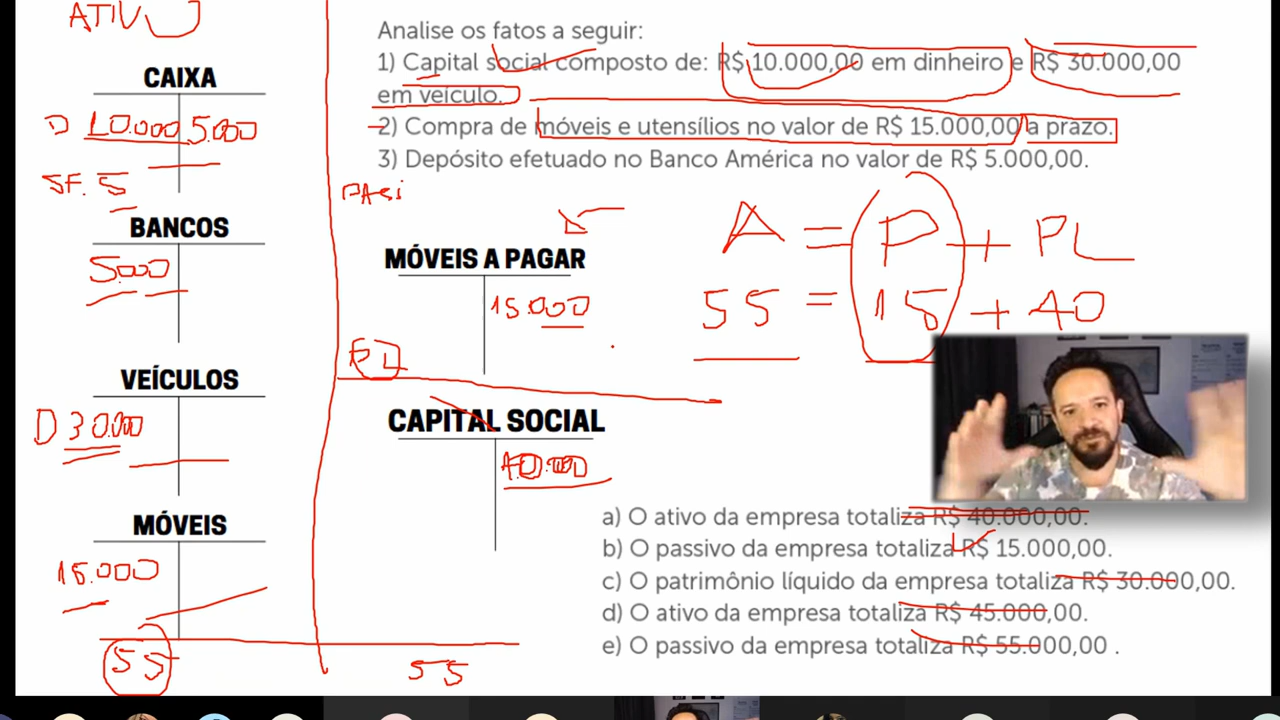 ATIVO
CAIXA
D 10.000 5.000
SF. 5
BANCOS
5.000
VEÍCULOS
D 30.000
MÓVEIS
15.000
55
Analise os fatos a seguir:
1) Capital social composto de: R$ 10.000,00 em dinheiro e R$ 30.000,00
em veículo.
2) Compra de móveis e utensílios no valor de R$ 15.000,00 a prazo.
3) Depósito efetuado no Banco América no valor de R$ 5.000,00.
PASSi
MÓVEIS A PAGAR
15.000
PL
CAPITAL SOCIAL
40.000
55
A = P + PL
55 = 15 + 40
a) O ativo da empresa totaliza R$ 40.000,00.
b) O passivo da empresa totaliza R$ 15.000,00.
c) O patrimônio líquido da empresa totaliza R$ 30.000,00.
d) O ativo da empresa totaliza R$ 45.000,00.
e) O passivo da empresa totaliza R$ 55.000,00 .